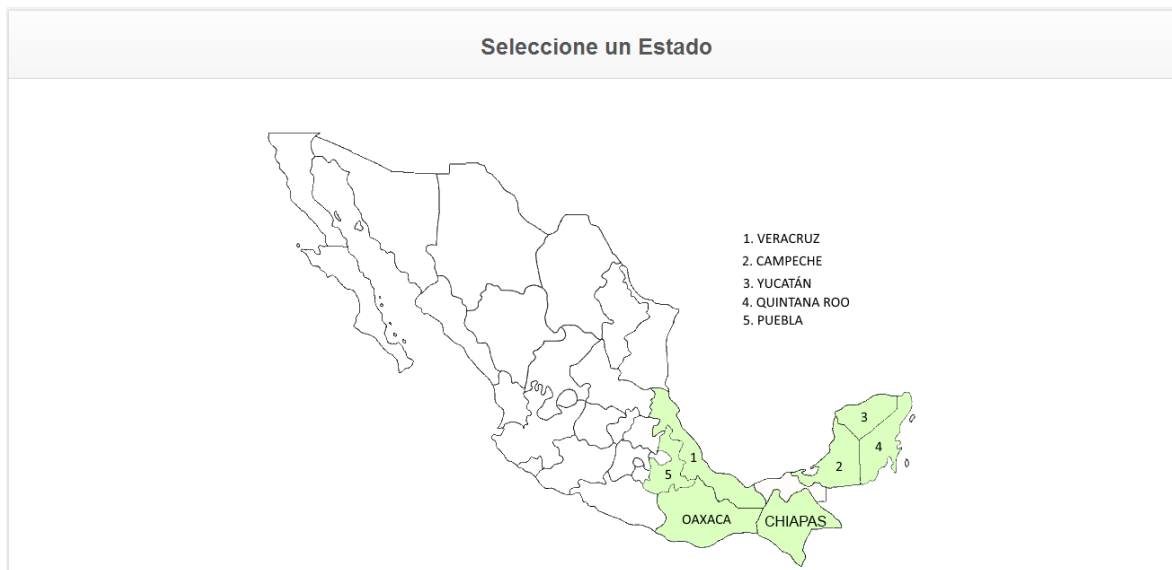 Seleccione un Estado
1. VERACRUZ
2. CAMPECHE
3. YUCATÁN
4. QUINTANA ROO
5. PUEBLA
3
4
1
2
5
OAXACA
CHIAPAS